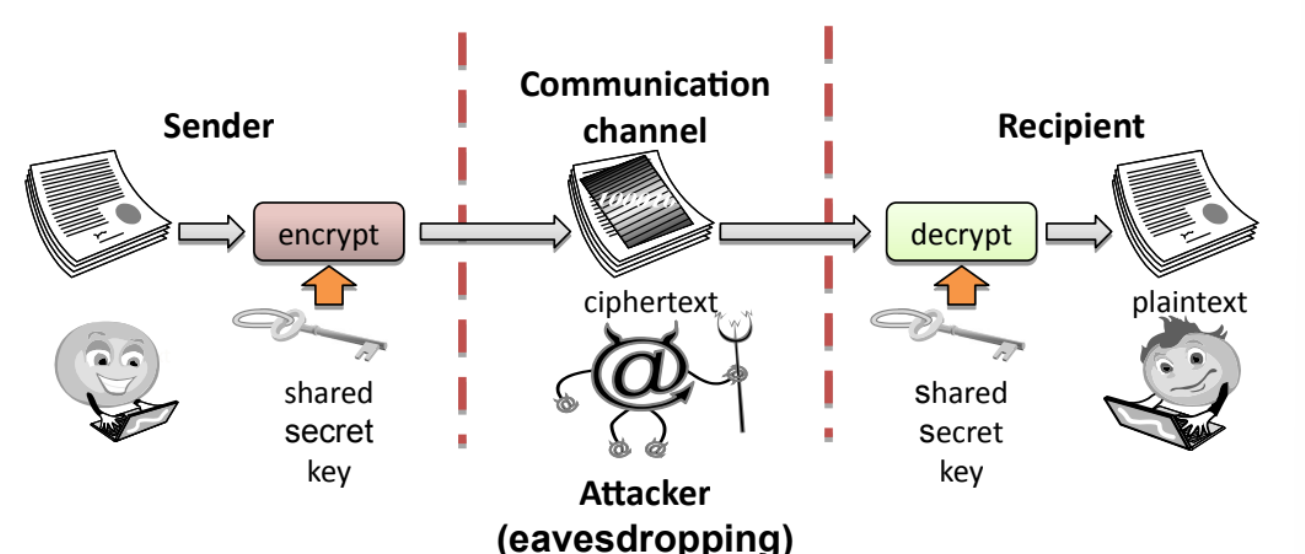 Sender
Communication
channel
Recipient
encrypt
decrypt
ciphertext
plaintext
@
shared
secret
key
shared
secret
key
Attacker
(eavesdropping)